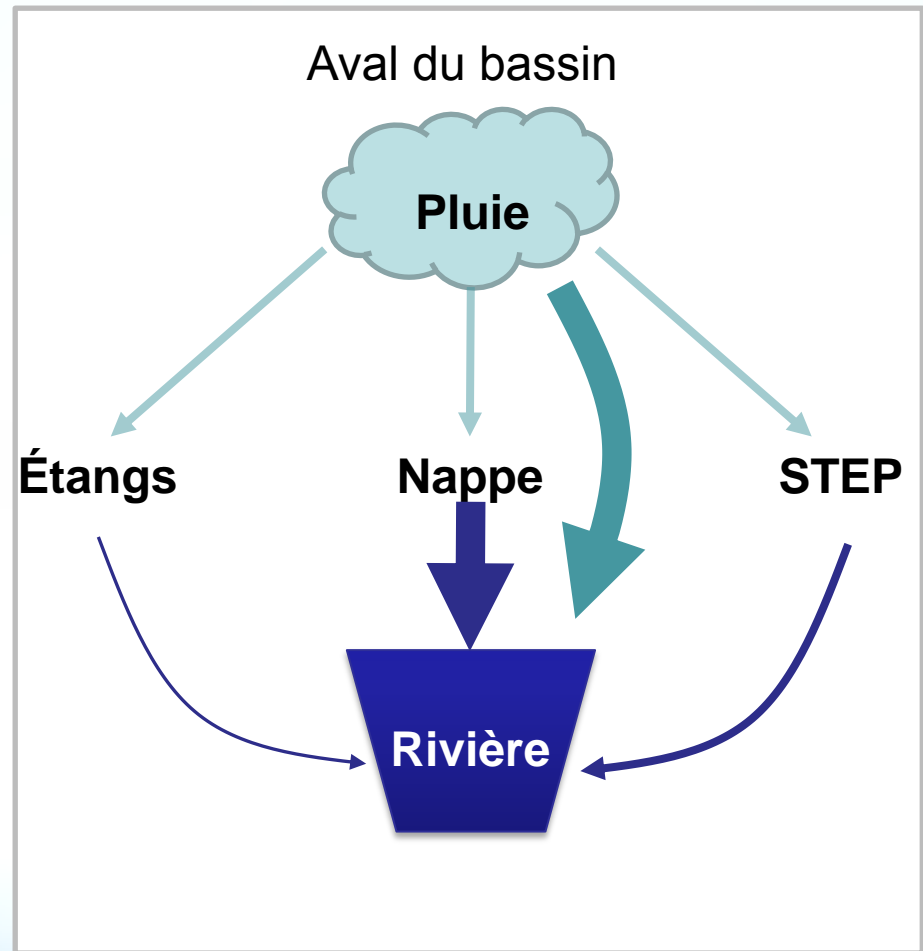 Aval du bassin
Pluie
Étangs
Nappe
STEP
Rivière